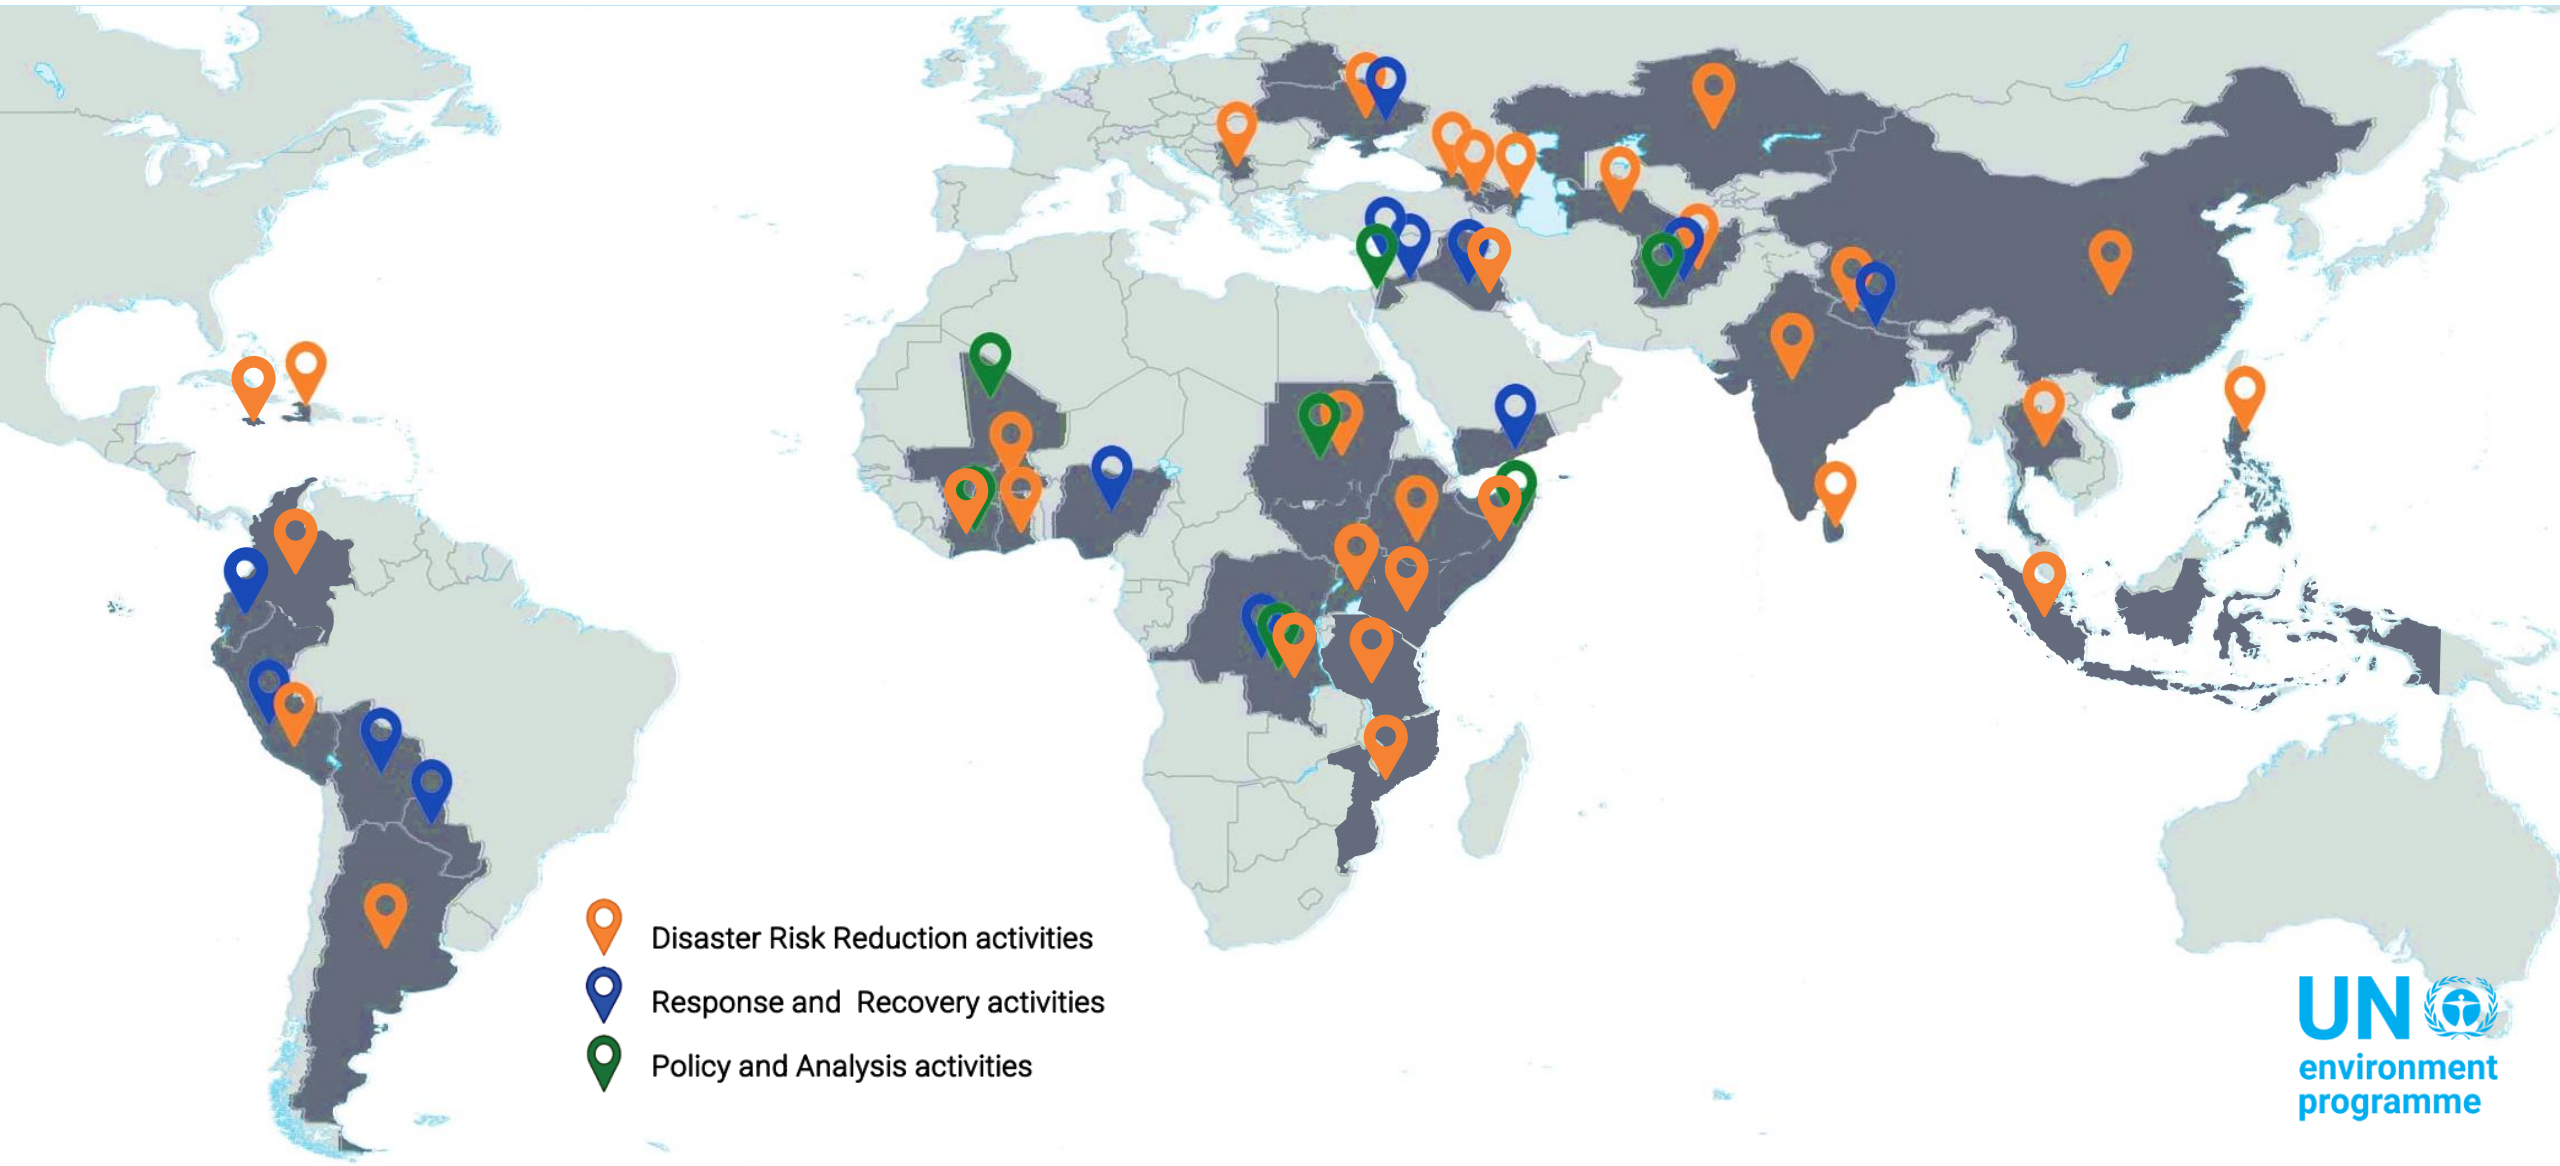 Disaster Risk Reduction activities
Response and  Recovery activities
Policy and Analysis activities
UN
environment
programme